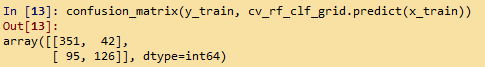 In [13]: confusion_matrix(y_train, cv_rf_clf_grid.predict(x_train))
Out[13]:
array([[351,  42],
       [ 95, 126]], dtype=int64)